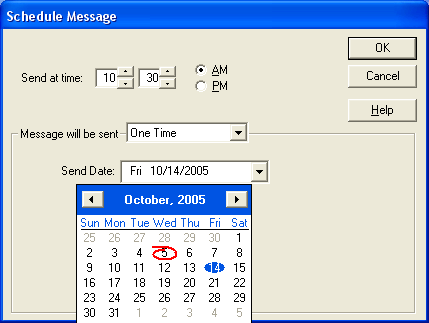 Schedule Message
OK
Send at time: 10 30 AM
PM
Cancel
Help
Message will be sent One Time
Send Date: Fri 10/14/2005
October, 2005
Sun Mon Tue Wed Thu Fri Sat
25 26 27 28 29 30 1
2 3 4 5 6 7 8
9 10 11 12 13 14 15
16 17 18 19 20 21 22
23 24 25 26 27 28 29
30 31 1 2 3 4 5